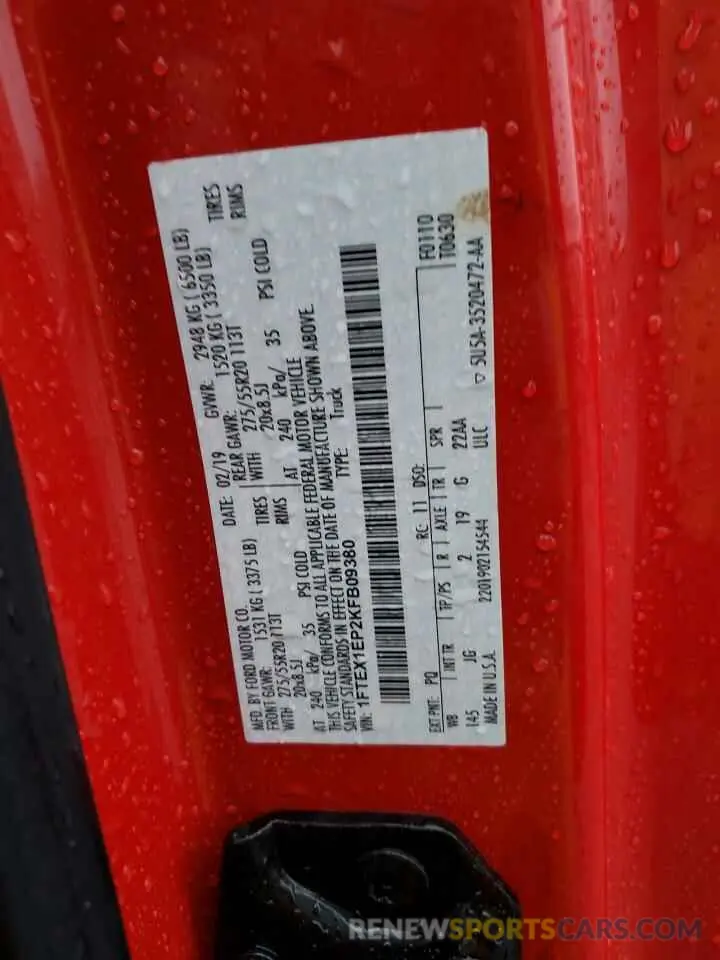 MFD. BY FORD MOTOR CO. DATE: 02/19 GVWR: 2948 KG ( 6500 LB)
FRONT GAWR: 1531 KG ( 3375 LB) REAR GAWR: 1520 KG ( 3350 LB)
WITH 275/55R20 113T TIRES WITH 275/55R20 113T TIRES
20x8.5J RIMS 20x8.5J RIMS
AT 240 kPa/ 35 PSI COLD AT 240 kPa/ 35 PSI COLD
THIS VEHICLE CONFORMS TO ALL APPLICABLE FEDERAL MOTOR VEHICLE
SAFETY STANDARDS IN EFFECT ON THE DATE OF MANUFACTURE SHOWN ABOVE.
VIN: 1FTEX1EP2KFB09380 TYPE: Truck
EXT PNT: PQ RC: 11 DSO: F0110
WB INT TR TP/PS R AXLE TR SPR T0630
145 JG 2 19 G 22AA
MADE IN U.S.A. 2201902154544 ULC ▽ 5U5A-3520472-AA
RENEWSPORTSCARS.COM